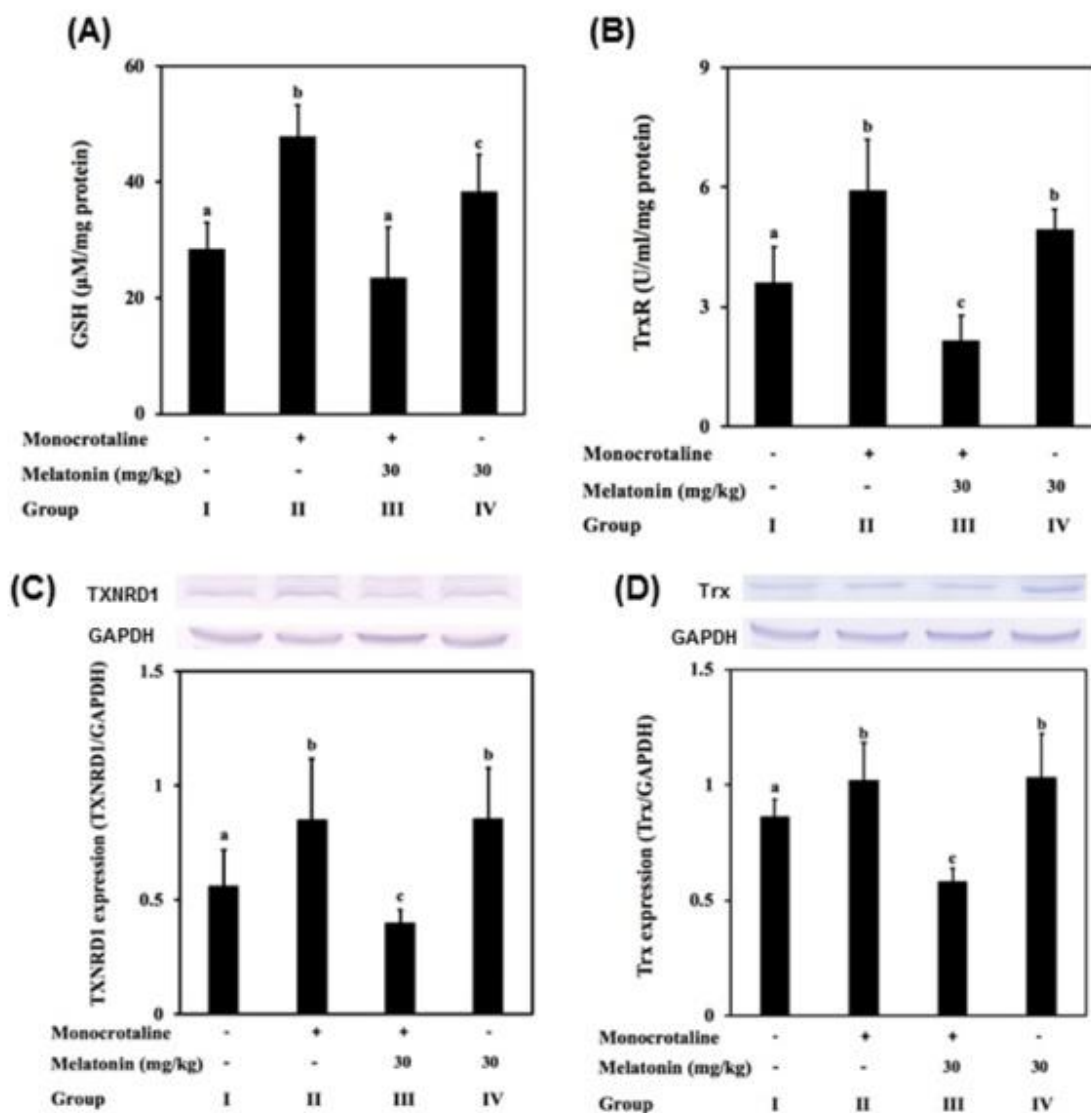 (A)
60
40
20
0
GSH (μM/mg protein)
a
b
a
c
Monocrotaline - + + -
Melatonin (mg/kg) - - 30 30
Group I II III IV
(B)
9
6
3
0
TrxR (U/ml/mg protein)
a
b
c
b
Monocrotaline - + + -
Melatonin (mg/kg) - - 30 30
Group I II III IV
(C)
TXNRD1
GAPDH
1.5
1
0.5
0
TXNRD1 expression (TXNRD1/GAPDH)
a
b
c
b
Monocrotaline - + + -
Melatonin (mg/kg) - - 30 30
Group I II III IV
(D)
Trx
GAPDH
1.5
1
0.5
0
Trx expression (Trx/GAPDH)
a
b
c
b
Monocrotaline - + + -
Melatonin (mg/kg) - - 30 30
Group I II III IV